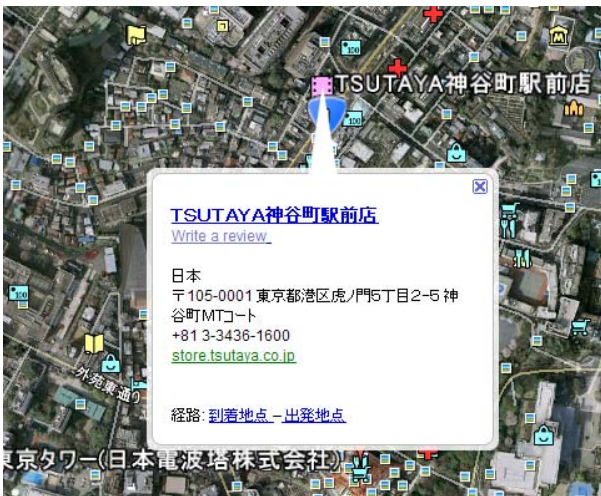 TSUTAYA神谷町駅前店
TSUTAYA神谷町駅前店
Write a review
日本
〒105-0001 東京都港区虎ノ門5丁目2-5 神
谷町MTコート
+81 3-3436-1600
store.tsutaya.co.jp
経路: 到着地点 - 出発地点
外苑東通り
東京タワー(日本電波塔株式会社)